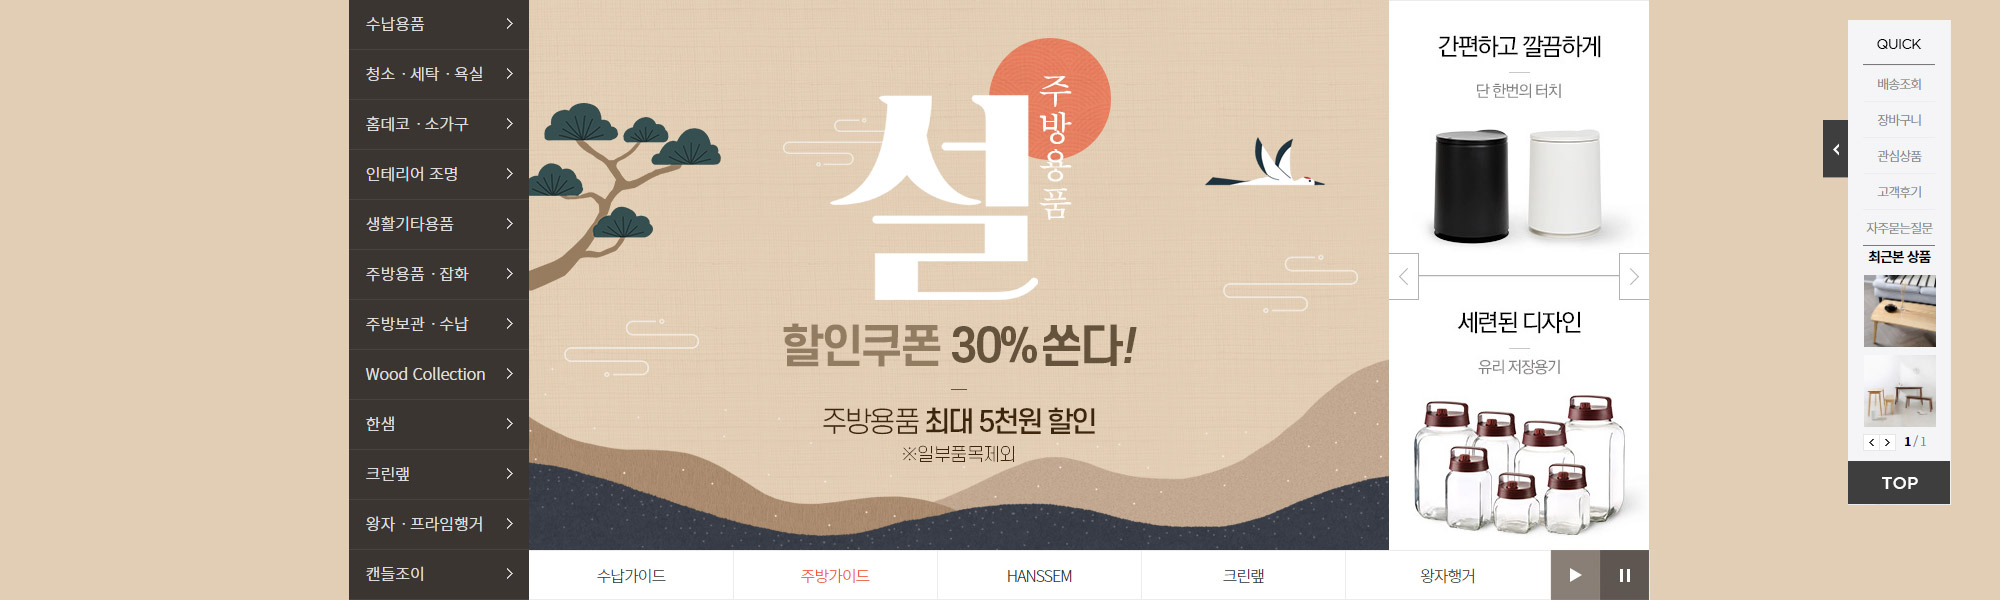 수납용품
청소 · 세탁 · 욕실
홈데코 · 소가구
인테리어 조명
생활기타용품
주방용품 · 잡화
주방보관 · 수납
Wood Collection
한샘
크린랲
왕자 · 프라임행거
캔들조이
설
주방용품
할인쿠폰 30% 쏜다!
주방용품 최대 5천원 할인
※일부품목제외
간편하고 깔끔하게
단 한번의 터치
세련된 디자인
유리 저장용기
수납가이드
주방가이드
HANSSEM
크린랲
왕자행거
QUICK
배송조회
장바구니
관심상품
고객후기
자주묻는질문
최근본 상품
1 / 1
TOP